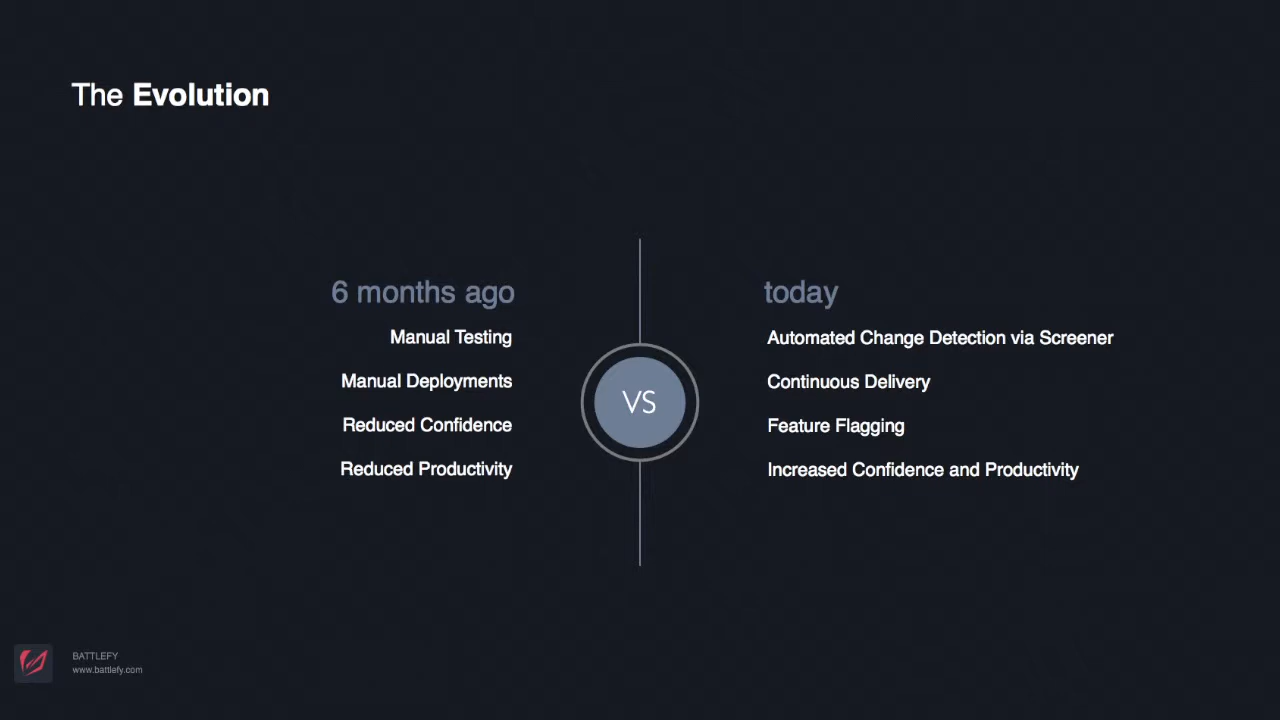 The Evolution
6 months ago
Manual Testing
Manual Deployments
Reduced Confidence
Reduced Productivity
VS
today
Automated Change Detection via Screener
Continuous Delivery
Feature Flagging
Increased Confidence and Productivity
BATTLEFY
www.battlefy.com